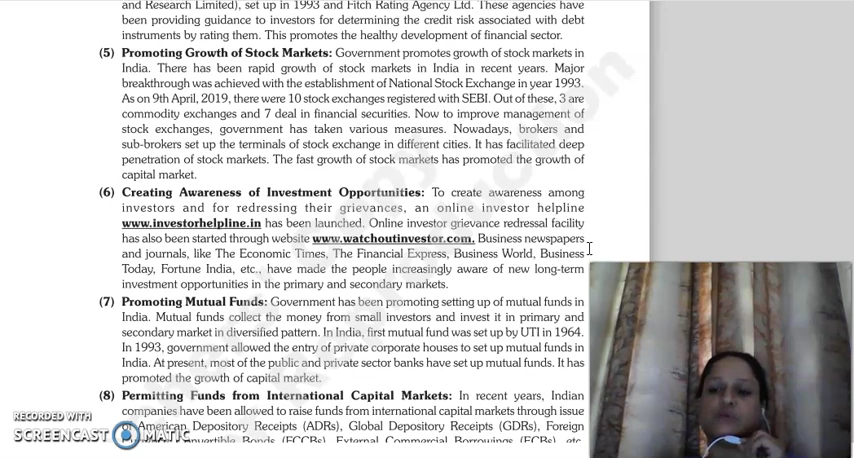 and Research Limited), set up in 1993 and Fitch Rating Agency Ltd. These agencies have
been providing guidance to investors for determining the credit risk associated with debt
instruments by rating them. This promotes the healthy development of financial sector.
(5) Promoting Growth of Stock Markets: Government promotes growth of stock markets in
India. There has been rapid growth of stock markets in India in recent years. Major
breakthrough was achieved with the establishment of National Stock Exchange in year 1993.
As on 9th April, 2019, there were 10 stock exchanges registered with SEBI. Out of these, 3 are
commodity exchanges and 7 deal in financial securities. Now to improve management of
stock exchanges, government has taken various measures. Nowadays, brokers and
sub-brokers set up the terminals of stock exchange in different cities. It has facilitated deep
penetration of stock markets. The fast growth of stock markets has promoted the growth of
capital market.
(6) Creating Awareness of Investment Opportunities: To create awareness among
investors and for redressing their grievances, an online investor helpline
www.investorhelpline.in has been launched. Online investor grievance redressal facility
has also been started through website www.watchoutinvestor.com. Business newspapers
and journals, like The Economic Times, The Financial Express, Business World, Business
Today, Fortune India, etc., have made the people increasingly aware of new long-term
investment opportunities in the primary and secondary markets.
(7) Promoting Mutual Funds: Government has been promoting setting up of mutual funds in
India. Mutual funds collect the money from small investors and invest it in primary and
secondary market in diversified pattern. In India, first mutual fund was set up by UTI in 1964.
In 1993, government allowed the entry of private corporate houses to set up mutual funds in
India. At present, most of the public and private sector banks have set up mutual funds. It has
promoted the growth of capital market.
(8) Permitting Funds from International Capital Markets: In recent years, Indian
companies have been allowed to raise funds from international capital markets through issue
of American Depository Receipts (ADRs), Global Depository Receipts (GDRs), Foreign
Convertible Bonds (FCCBs), External Commercial Borrowings (ECBs), etc.
RECORDED WITH
SCREENCAST MATIC